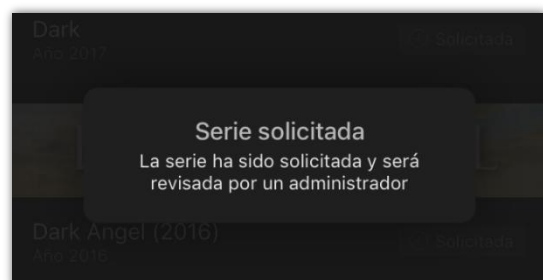 Dark
Año 2017
Solicitada
Serie solicitada
La serie ha sido solicitada y será
revisada por un administrador
Dark Angel (2016)
Año 2016
Solicitada